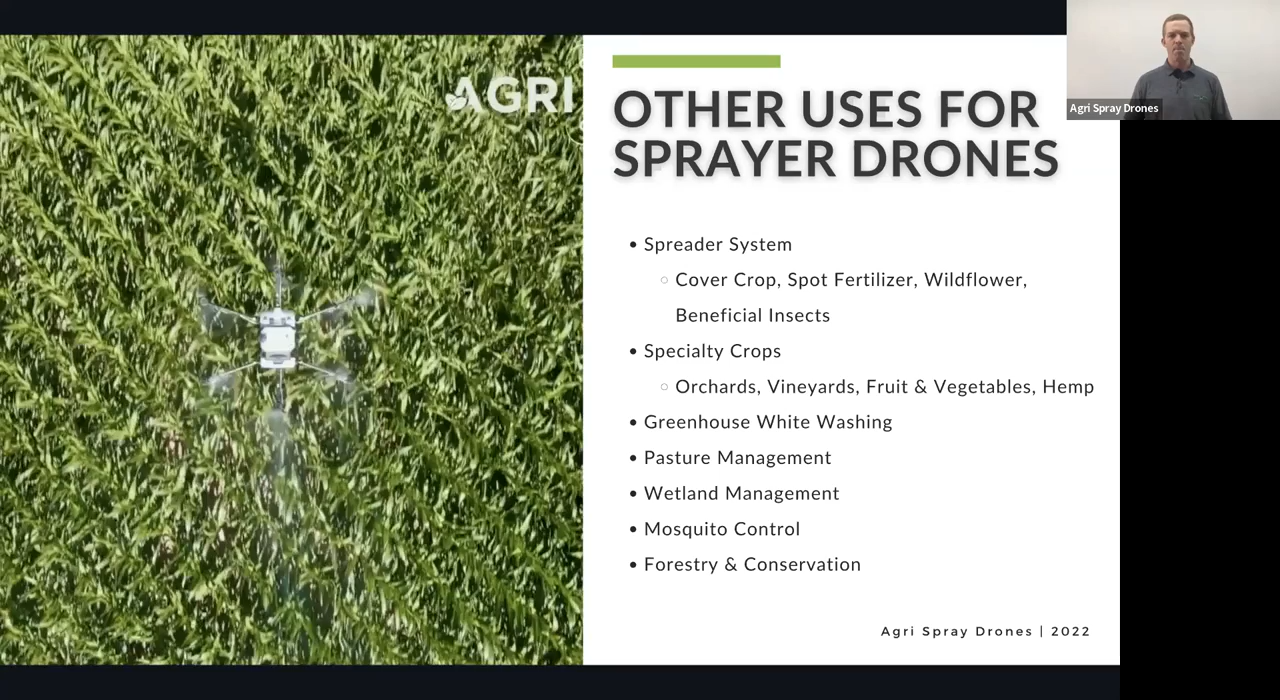 AGRI
OTHER USES FOR
SPRAYER DRONES
Agri Spray Drones
• Spreader System
○ Cover Crop, Spot Fertilizer, Wildflower,
Beneficial Insects
• Specialty Crops
○ Orchards, Vineyards, Fruit & Vegetables, Hemp
• Greenhouse White Washing
• Pasture Management
• Wetland Management
• Mosquito Control
• Forestry & Conservation
Agri Spray Drones | 2022